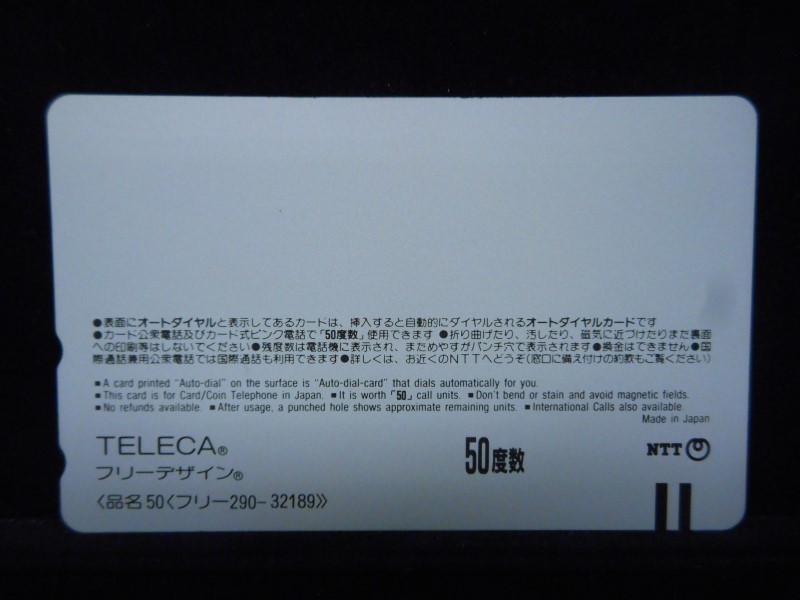 ●表面にオートダイヤルと表示してあるカードは、挿入すると自動的にダイヤルされるオートダイヤルカードです
●カード公衆電話及びカード式ピンク電話で「50度数」使用できます ●折り曲げたり、汚したり、磁気に近づけたりまた裏面
への印刷等はしないでください ●残度数は電話機に表示され、まためやすがパンチ穴で表示されます ●換金はできません ●国
際通話兼用公衆電話では国際通話も利用できます ●詳しくは、お近くのNTTへどうぞ(窓口に備え付けの約款もご覧ください)
■ A card printed "Auto-dial" on the surface is "Auto-dial-card" that dials automatically for you.
■ This card is for Card/Coin Telephone in Japan. ■ It is worth「50」call units. ■ Don't bend or stain and avoid magnetic fields.
■ No refunds available. ■ After usage, a punched hole shows approximate remaining units. ■ International Calls also available.
Made in Japan
TELECA®
フリーデザイン®
50度数
NTT
〈品名 50〈フリー290-32189〉〉